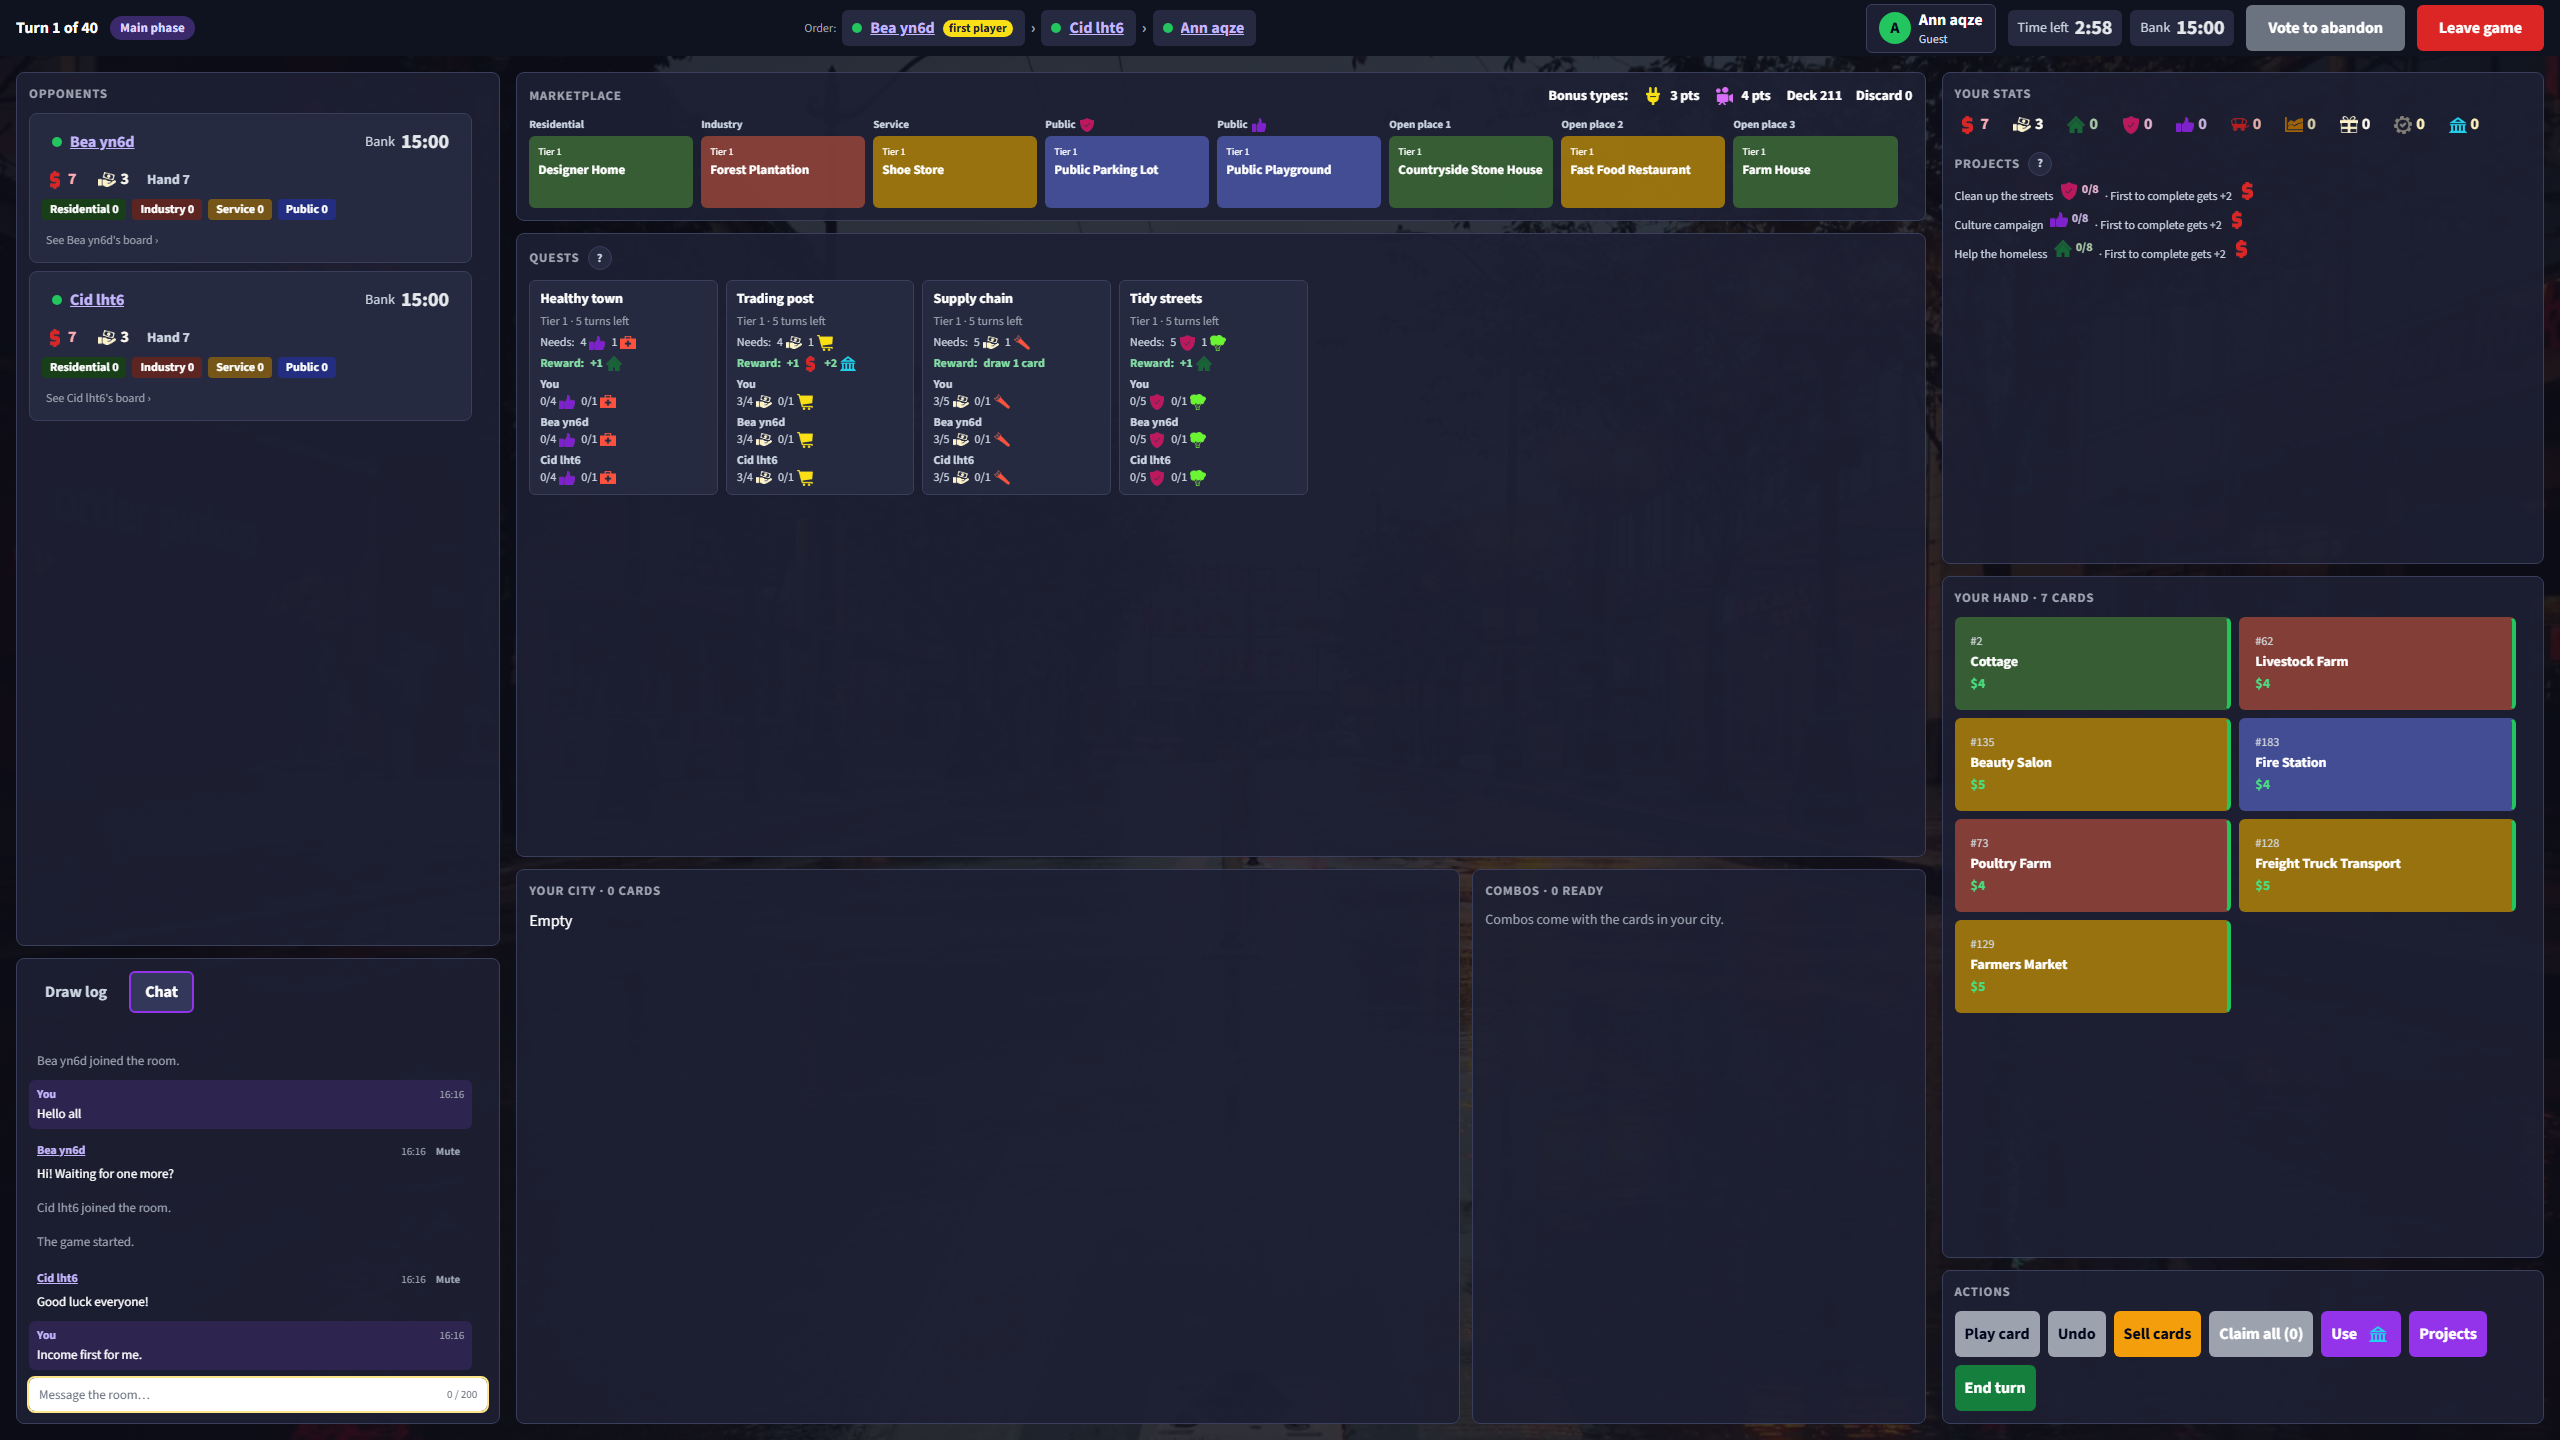 Turn 1 of 40 Main phase
Order: Bea yn6d first player › Cid lht6 › Ann aqze
A Ann aqze
Guest
Time left 2:58
Bank 15:00
Vote to abandon
Leave game
OPPONENTS
Bea yn6d Bank 15:00
7 3 Hand 7
Residential 0 Industry 0 Service 0 Public 0
See Bea yn6d's board ›
Cid lht6 Bank 15:00
7 3 Hand 7
Residential 0 Industry 0 Service 0 Public 0
See Cid lht6's board ›
MARKETPLACE
Bonus types: 3 pts 4 pts Deck 211 Discard 0
Residential Industry Service Public Public Open place 1 Open place 2 Open place 3
Tier 1 Tier 1 Tier 1 Tier 1 Tier 1 Tier 1 Tier 1 Tier 1
Designer Home Forest Plantation Shoe Store Public Parking Lot Public Playground Countryside Stone House Fast Food Restaurant Farm House
QUESTS ?
Healthy town
Tier 1 · 5 turns left
Needs: 4 1
Reward: +1
You
0/4 0/1
Bea yn6d
0/4 0/1
Cid lht6
0/4 0/1
Trading post
Tier 1 · 5 turns left
Needs: 4 1
Reward: +1 +2
You
3/4 0/1
Bea yn6d
3/4 0/1
Cid lht6
3/4 0/1
Supply chain
Tier 1 · 5 turns left
Needs: 5 1
Reward: draw 1 card
You
3/5 0/1
Bea yn6d
3/5 0/1
Cid lht6
3/5 0/1
Tidy streets
Tier 1 · 5 turns left
Needs: 5 1
Reward: +1
You
0/5 0/1
Bea yn6d
0/5 0/1
Cid lht6
0/5 0/1
YOUR STATS
7 3 0 0 0 0 0 0 0 0
PROJECTS ?
Clean up the streets 0/8 · First to complete gets +2
Culture campaign 0/8 · First to complete gets +2
Help the homeless 0/8 · First to complete gets +2
YOUR HAND · 7 CARDS
#2
Cottage
$4
#62
Livestock Farm
$4
#135
Beauty Salon
$5
#183
Fire Station
$4
#73
Poultry Farm
$4
#128
Freight Truck Transport
$5
#129
Farmers Market
$5
YOUR CITY · 0 CARDS
Empty
COMBOS · 0 READY
Combos come with the cards in your city.
Draw log Chat
Bea yn6d joined the room.
You 16:16
Hello all
Bea yn6d 16:16 Mute
Hi! Waiting for one more?
Cid lht6 joined the room.
The game started.
Cid lht6 16:16 Mute
Good luck everyone!
You 16:16
Income first for me.
Message the room… 0 / 200
ACTIONS
Play card Undo Sell cards Claim all (0) Use Projects
End turn